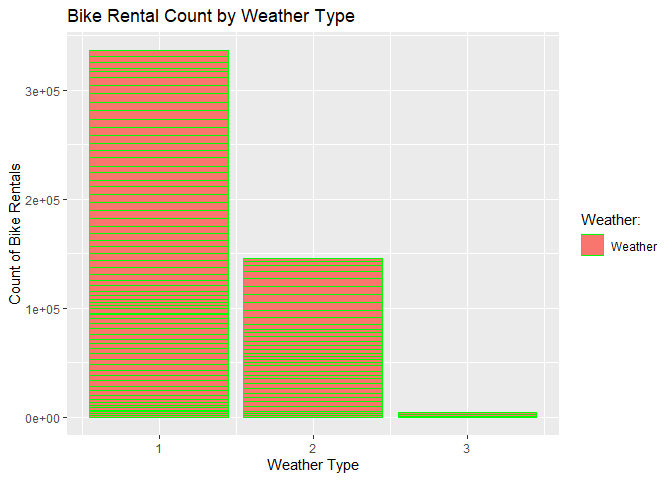 Bike Rental Count by Weather Type
Count of Bike Rentals
3e+05
2e+05
1e+05
0e+00
1 2 3
Weather Type
Weather:
Weather